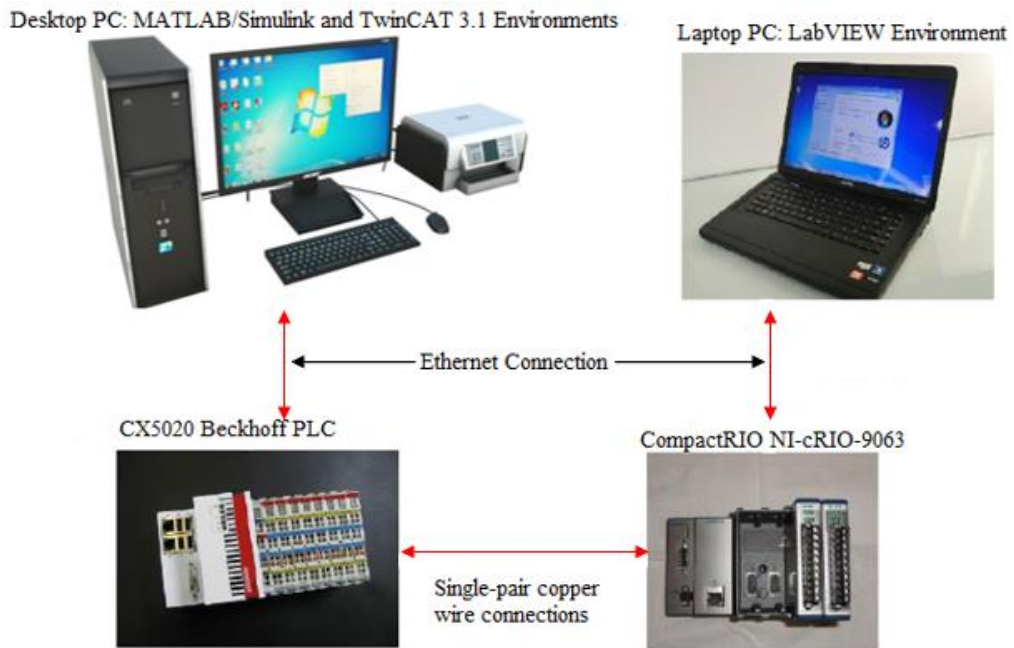 Desktop PC: MATLAB/Simulink and TwinCAT 3.1 Environments
Laptop PC: LabVIEW Environment
Ethernet Connection
CX5020 Beckhoff PLC
CompactRIO NI-cRIO-9063
Single-pair copper
wire connections